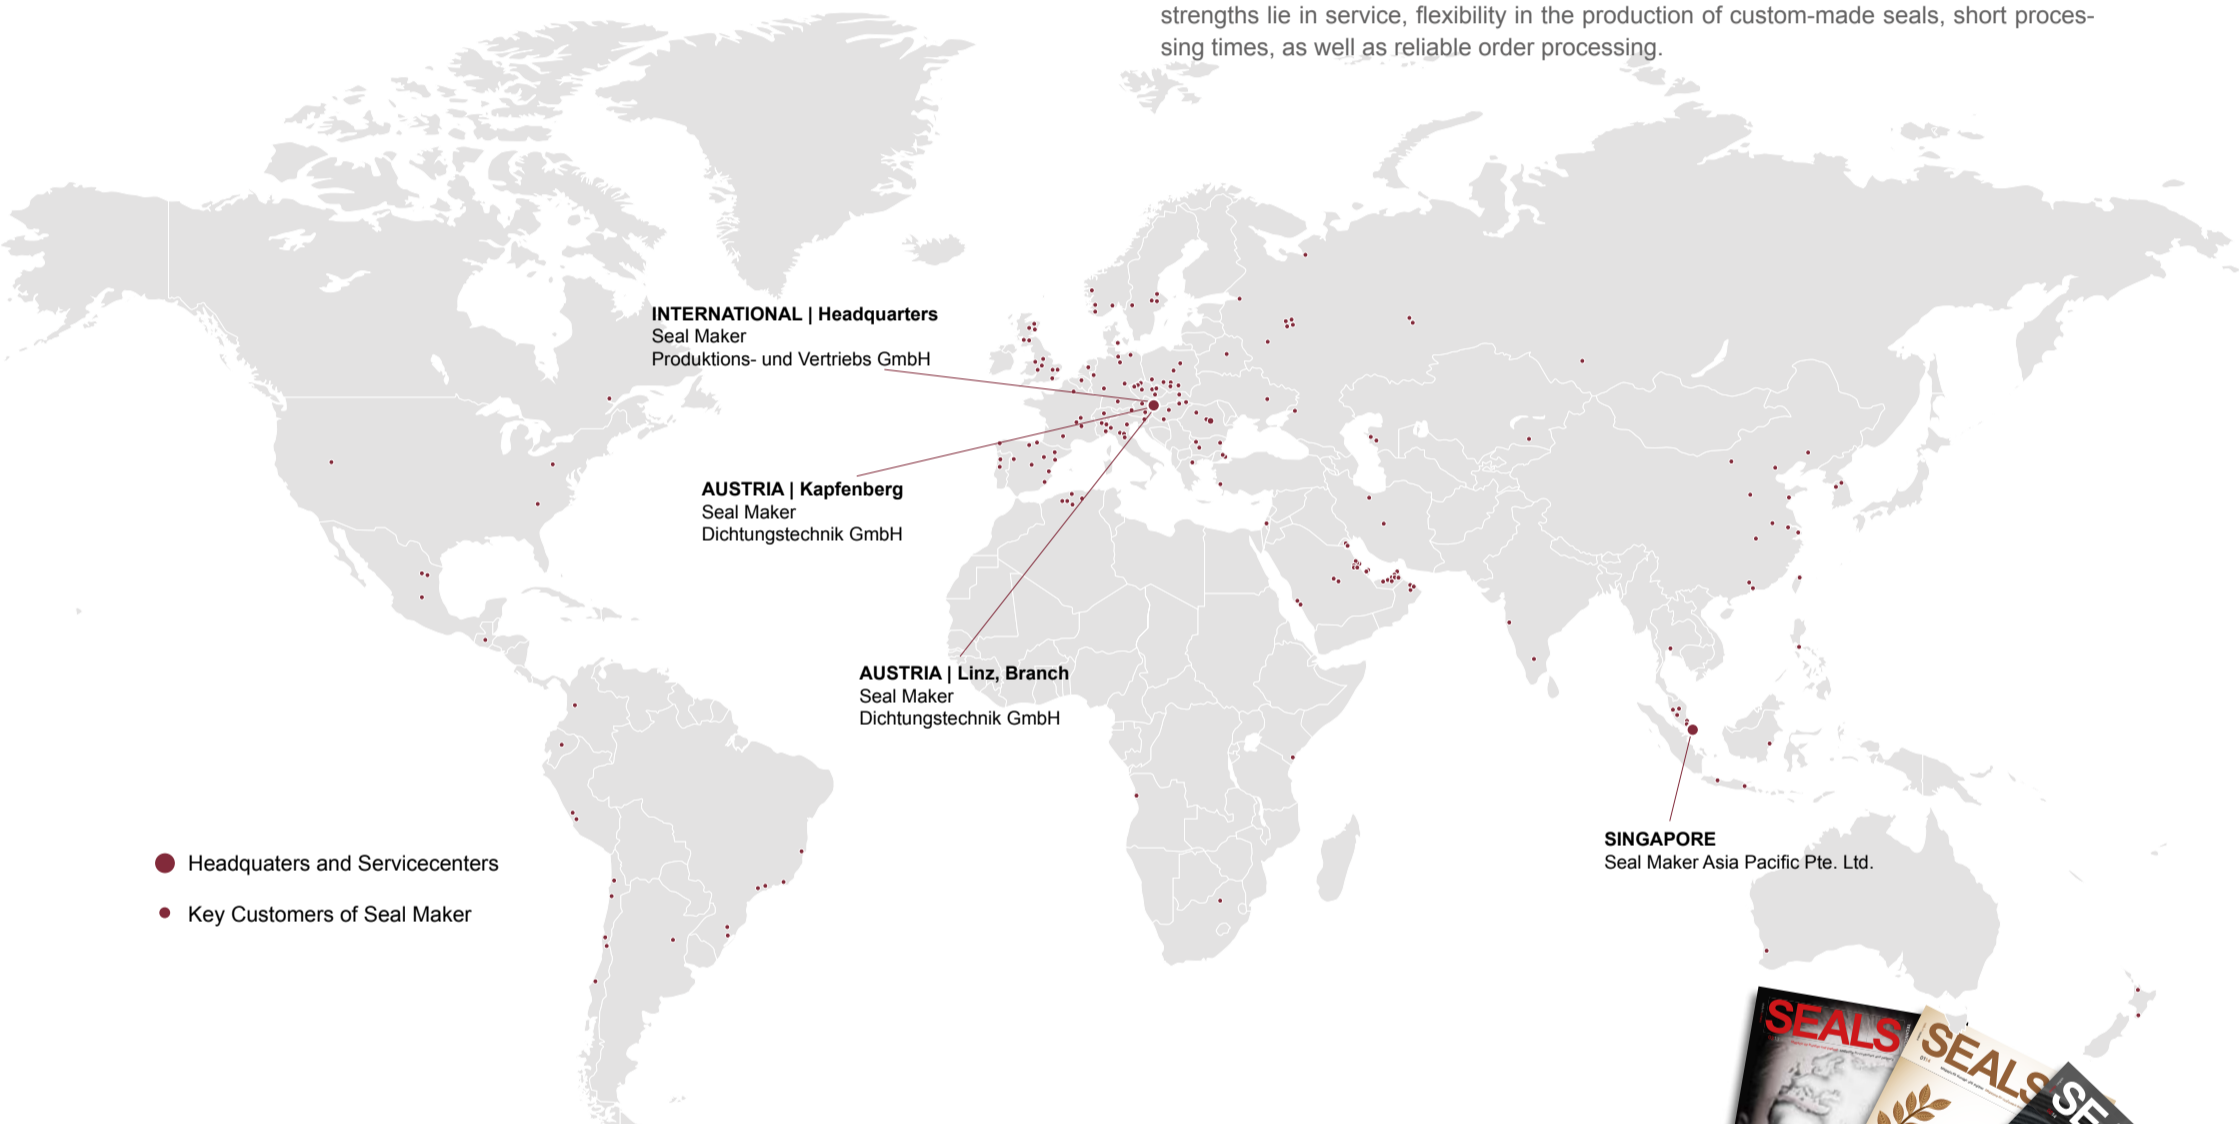 strengths lie in service, flexibility in the production of custom-made seals, short proces-
sing times, as well as reliable order processing.
INTERNATIONAL | Headquarters
Seal Maker
Produktions- und Vertriebs GmbH
AUSTRIA | Kapfenberg
Seal Maker
Dichtungstechnik GmbH
AUSTRIA | Linz, Branch
Seal Maker
Dichtungstechnik GmbH
SINGAPORE
Seal Maker Asia Pacific Pte. Ltd.
Headquaters and Servicecenters
Key Customers of Seal Maker
SEALS
SEALS
SE